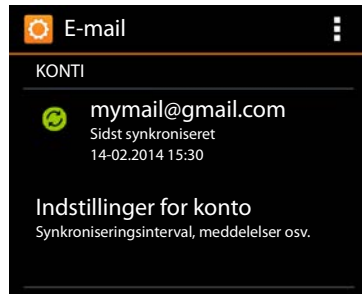 E-mail
KONTI
mymail@gmail.com
Sidst synkroniseret
14-02.2014 15:30
Indstillinger for konto
Synkroniseringsinterval, meddelelser osv.